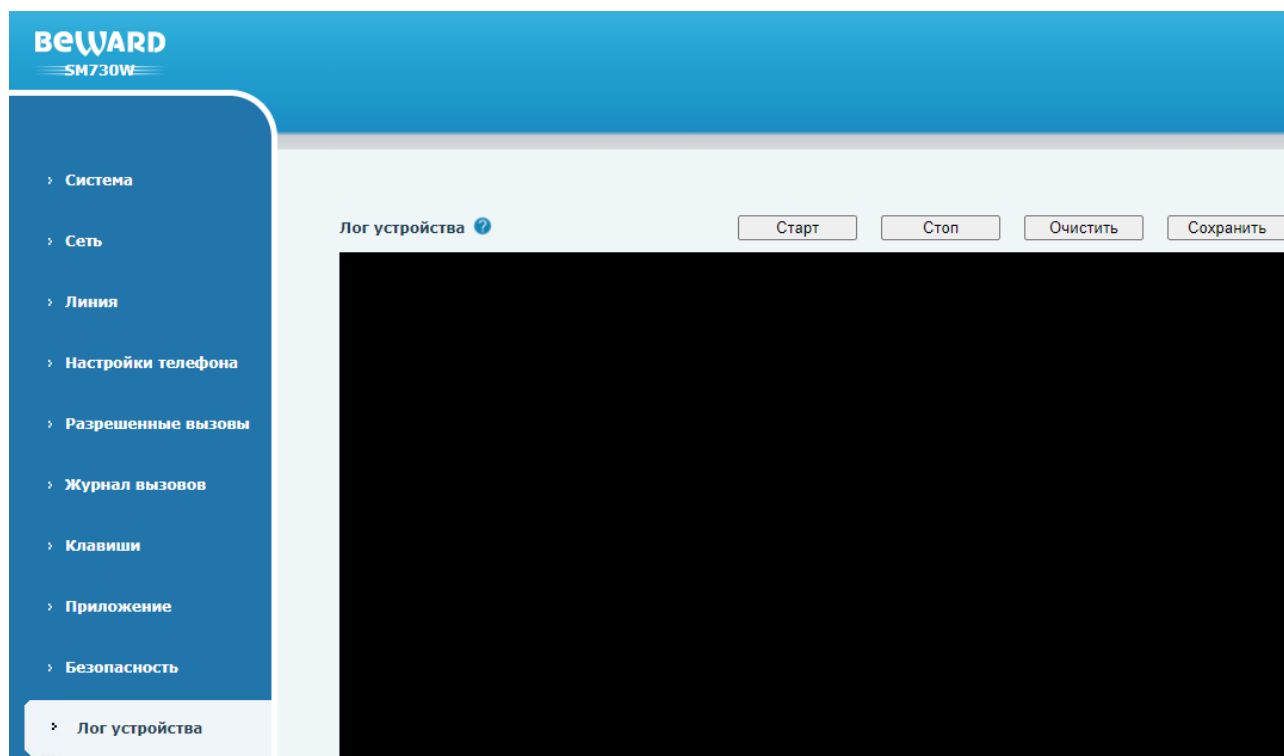 BEWARD
SM730W
Система
Сеть
Линия
Настройки телефона
Разрешенные вызовы
Журнал вызовов
Клавиши
Приложение
Безопасность
Лог устройства
Лог устройства ?
Старт Стоп Очистить Сохранить